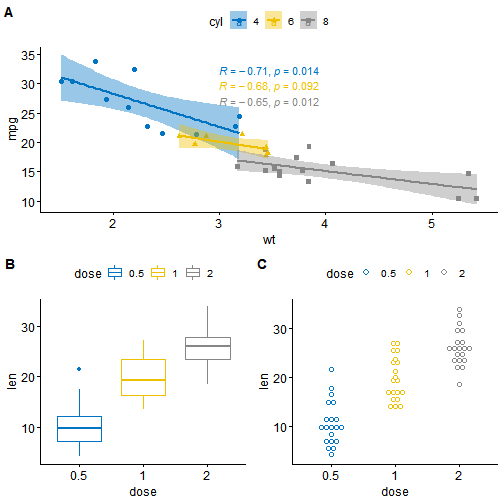 A
cyl 4 6 8
35
30
25
20
15
10
mpg
R = −0.71, p = 0.014
R = −0.68, p = 0.092
R = −0.65, p = 0.012
2 3 4 5
wt
B
dose 0.5 1 2
30
20
10
len
0.5 1 2
dose
C
dose 0.5 1 2
30
20
10
len
0.5 1 2
dose